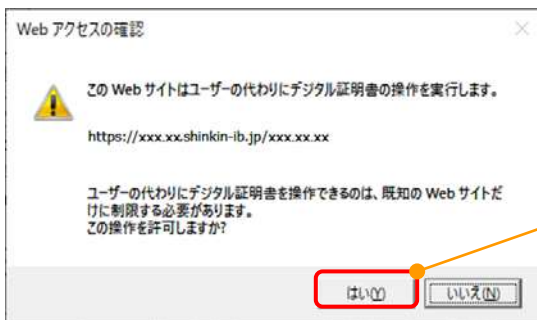 Web アクセスの確認
この Web サイトはユーザーの代わりにデジタル証明書の操作を実行します。
https://xxx.xx.shinkin-ib.jp/xxx.xx.xx
ユーザーの代わりにデジタル証明書を操作できるのは、既知の Web サイトだ
けに制限する必要があります。
この操作を許可しますか?
はい(Y)
いいえ(N)